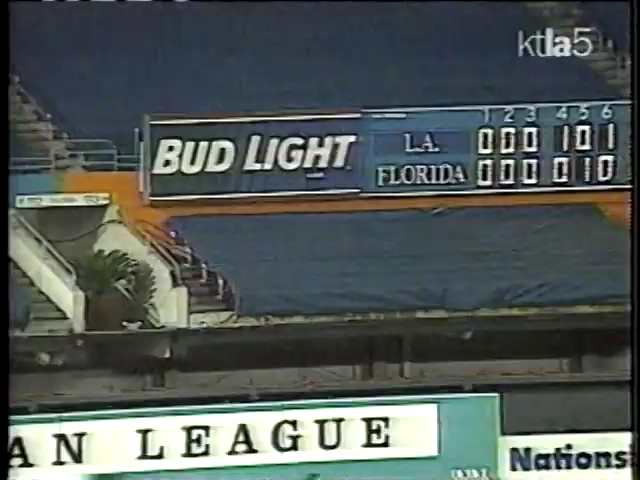 ktla5
BUD LIGHT
1 2 3 4 5 6
L.A. 0 0 0 1 0 1
FLORIDA 0 0 0 0 1 0
AN LEAGUE
Nations